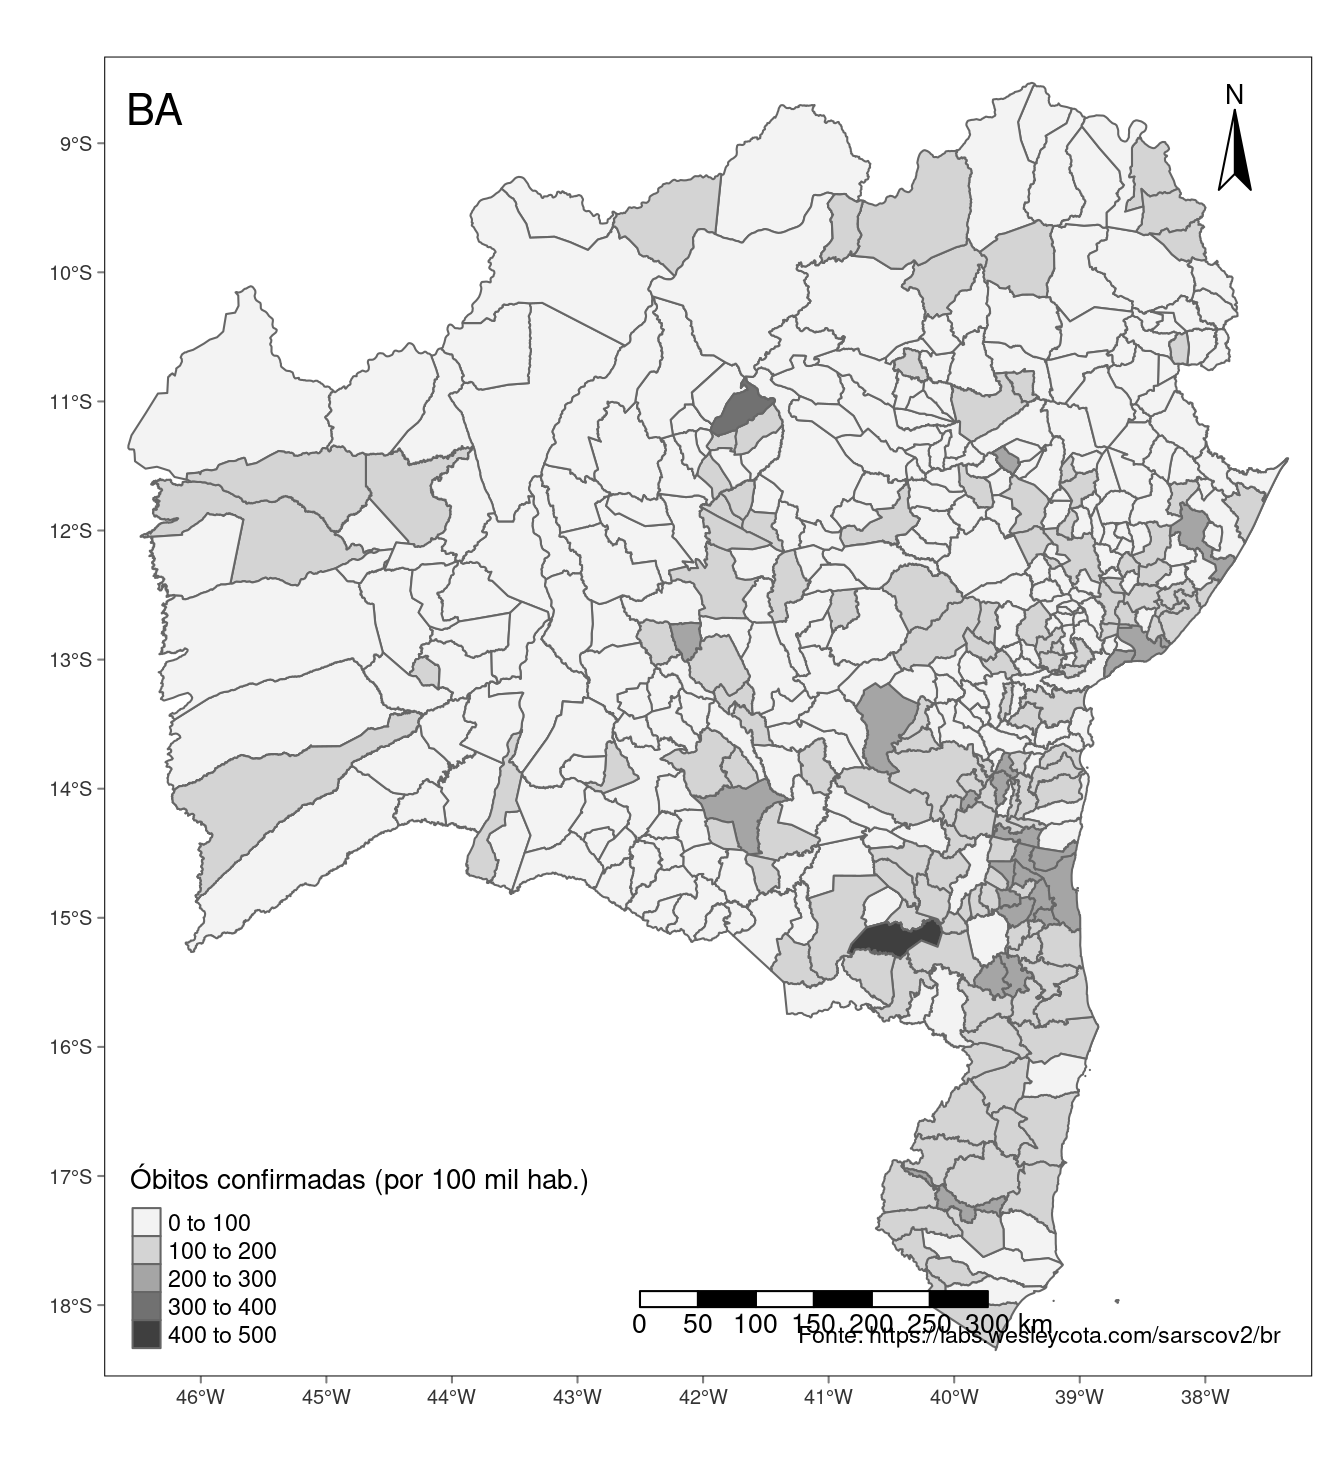 BA
N
9°S
10°S
11°S
12°S
13°S
14°S
15°S
16°S
17°S
18°S
Óbitos confirmadas (por 100 mil hab.)
0 to 100
100 to 200
200 to 300
300 to 400
400 to 500
0 50 100 150 200 250 300 km
Fonte: https://labs.wesleycota.com/sarscov2/br
46°W 45°W 44°W 43°W 42°W 41°W 40°W 39°W 38°W